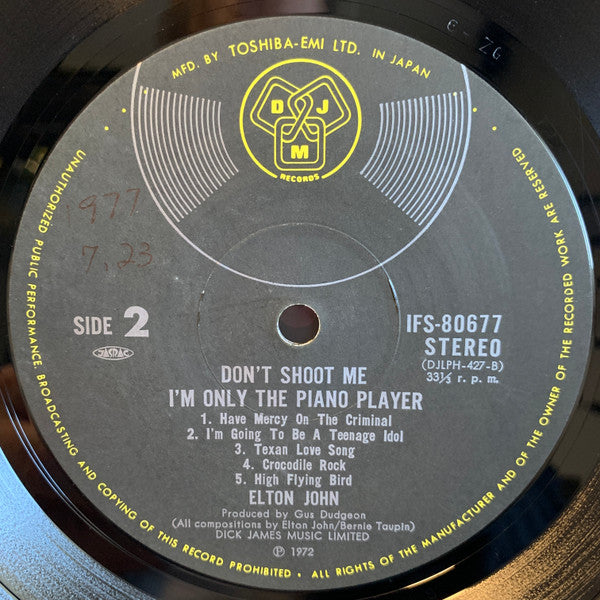 MFD. BY TOSHIBA-EMI LTD. IN JAPAN
D J
M
RECORDS
977
7.23
SIDE 2
JASRAC
IFS-80677
STEREO
(DJLPH-427-B)
33⅓ r. p. m.
DON'T SHOOT ME
I'M ONLY THE PIANO PLAYER
1. Have Mercy On The Criminal
2. I'm Going To Be A Teenage Idol
3. Texan Love Song
4. Crocodile Rock
5. High Flying Bird
ELTON JOHN
Produced by Gus Dudgeon
(All compositions by Elton John/Bernie Taupin)
DICK JAMES MUSIC LIMITED
Ⓟ 1972
UNAUTHORIZED PUBLIC PERFORMANCE, BROADCASTING AND COPYING OF THIS RECORD PROHIBITED • ALL RIGHTS OF THE MANUFACTURER AND OF THE OWNER OF THE RECORDED WORK ARE RESERVED